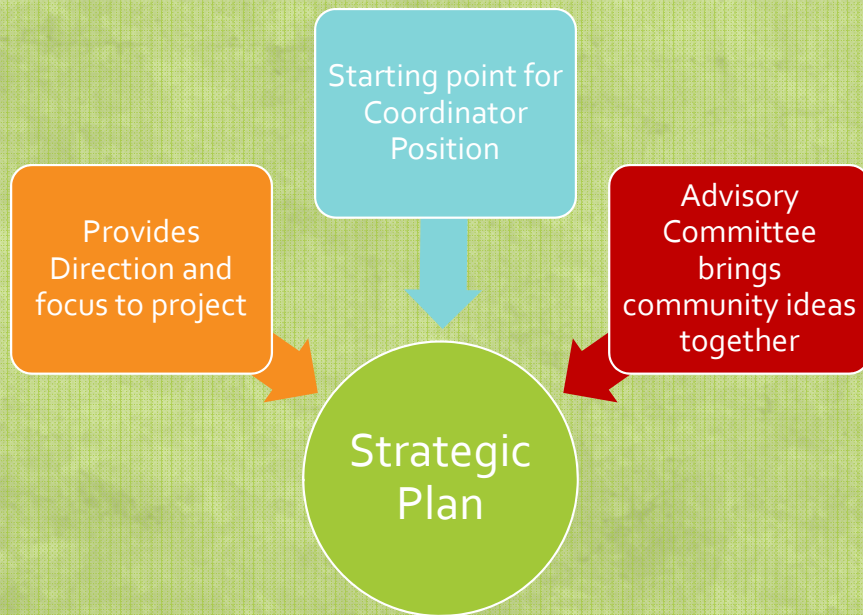 Starting point for
Coordinator
Position
Provides
Direction and
focus to project
Advisory
Committee
brings
community ideas
together
Strategic
Plan